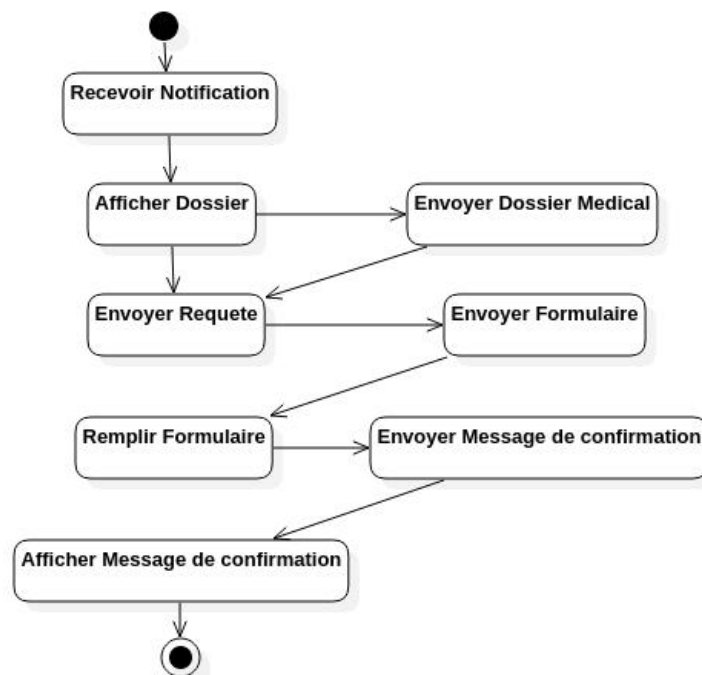 Recevoir Notification
Afficher Dossier
Envoyer Dossier Medical
Envoyer Requete
Envoyer Formulaire
Remplir Formulaire
Envoyer Message de confirmation
Afficher Message de confirmation